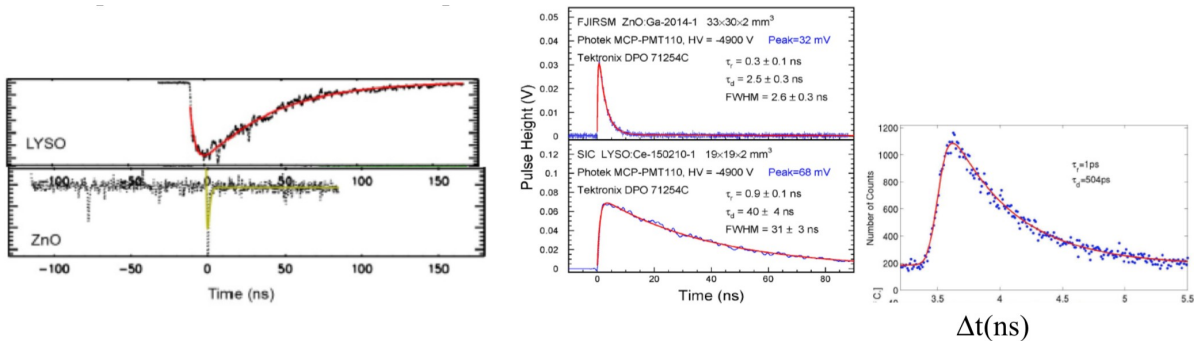 LYSO
ZnO
−100 −50 0 50 100 150
−100 −50 0 50 100 150
Time (ns)
Pulse Height (V)
0.05
0.04
0.03
0.02
0.01
0.00
FJIRSM ZnO:Ga-2014-1 33×30×2 mm³
Photek MCP-PMT110, HV = -4900 V Peak=32 mV
Tektronix DPO 71254C
τr = 0.3 ± 0.1 ns
τd = 2.5 ± 0.3 ns
FWHM = 2.6 ± 0.3 ns
0.12
0.10
0.08
0.06
0.04
0.02
0
SIC LYSO:Ce-150210-1 19×19×2 mm³
Photek MCP-PMT110, HV = -4900 V Peak=68 mV
Tektronix DPO 71254C
τr = 0.9 ± 0.1 ns
τd = 40 ± 4 ns
FWHM = 31 ± 3 ns
0 20 40 60 80
Time (ns)
Number of Counts
1200
1000
800
600
400
200
0
τr=1ps
τd=504ps
3.5 4 4.5 5 5.5
C.]
Δt(ns)